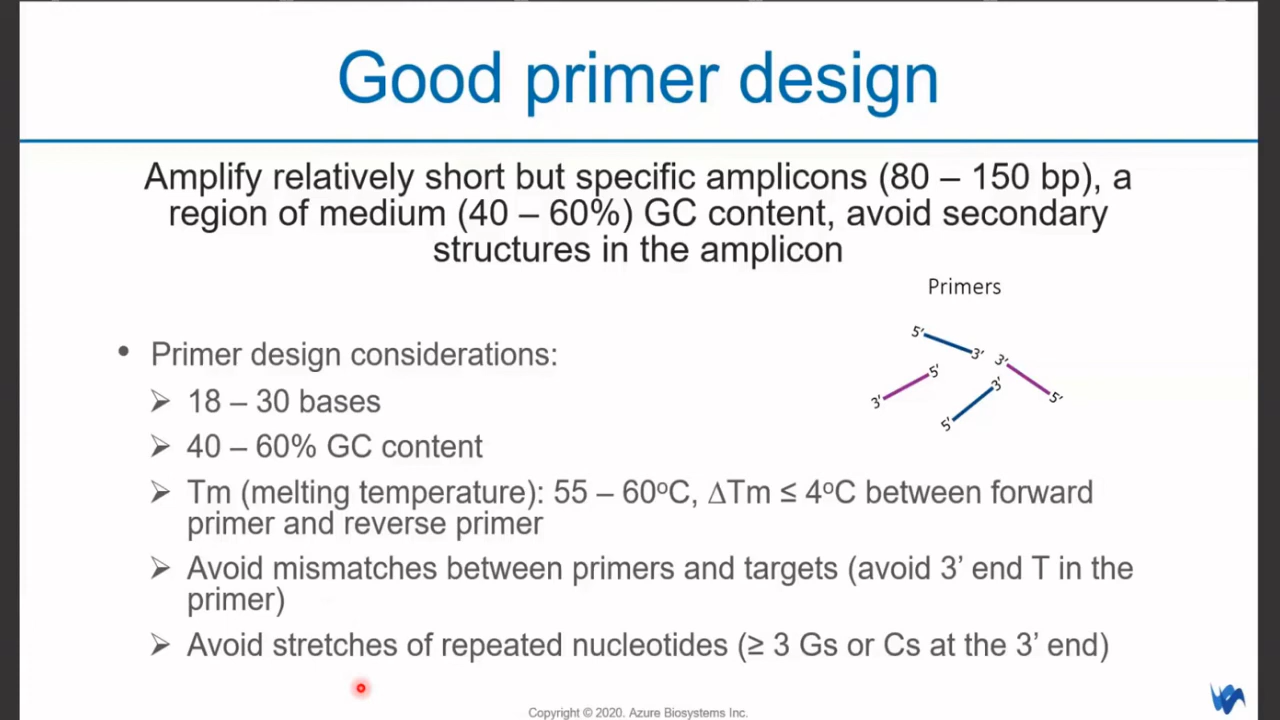 Good primer design
Amplify relatively short but specific amplicons (80 – 150 bp), a
region of medium (40 – 60%) GC content, avoid secondary
structures in the amplicon
Primers
5’
3’
3’
5’
5’
3’
3’
5’
• Primer design considerations:
➢ 18 – 30 bases
➢ 40 – 60% GC content
➢ Tm (melting temperature): 55 – 60ºC, ΔTm ≤ 4ºC between forward
primer and reverse primer
➢ Avoid mismatches between primers and targets (avoid 3’ end T in the
primer)
➢ Avoid stretches of repeated nucleotides (≥ 3 Gs or Cs at the 3’ end)
Copyright © 2020. Azure Biosystems Inc.